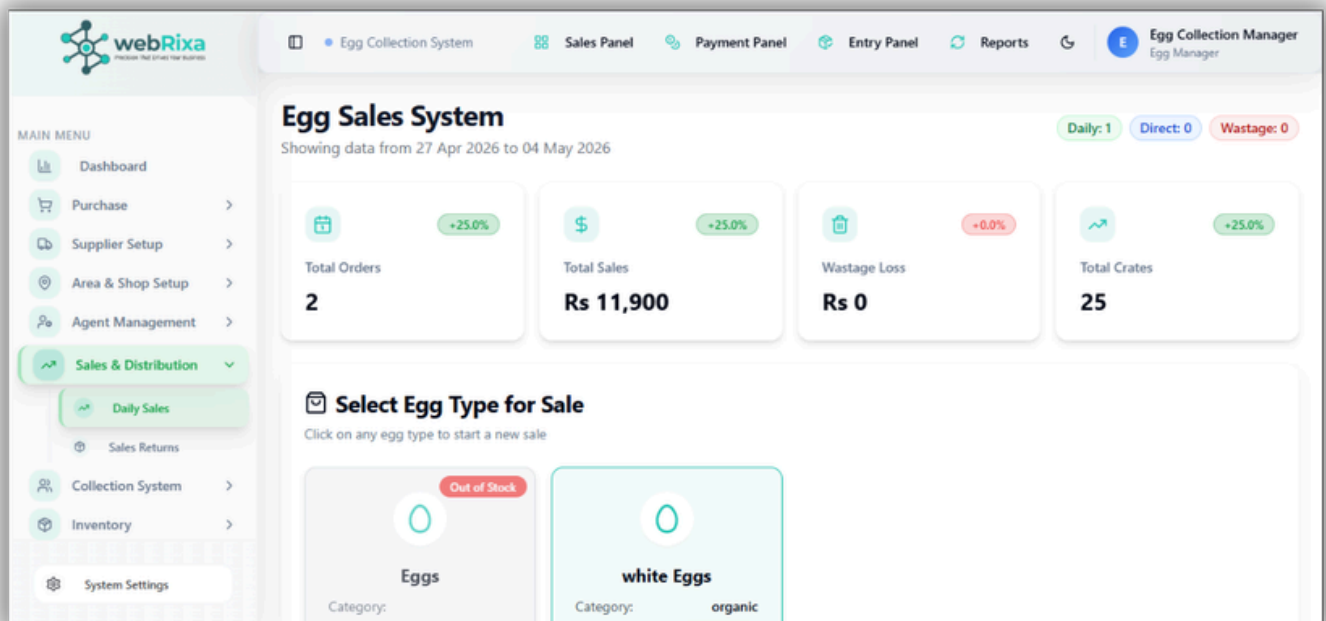 webRixa
Precision That Drives Your Business
MAIN MENU
Dashboard
Purchase
Supplier Setup
Area & Shop Setup
Agent Management
Sales & Distribution
Daily Sales
Sales Returns
Collection System
Inventory
System Settings
Egg Collection System
Sales Panel
Payment Panel
Entry Panel
Reports
E
Egg Collection Manager
Egg Manager
Egg Sales System
Showing data from 27 Apr 2026 to 04 May 2026
Daily: 1
Direct: 0
Wastage: 0
+25.0%
Total Orders
2
+25.0%
Total Sales
Rs 11,900
+0.0%
Wastage Loss
Rs 0
+25.0%
Total Crates
25
Select Egg Type for Sale
Click on any egg type to start a new sale
Out of Stock
Eggs
Category:
white Eggs
Category: organic